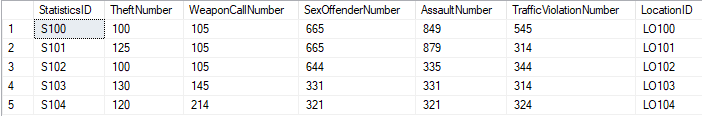 StatisticsID TheftNumber WeaponCallNumber SexOffenderNumber AssaultNumber TrafficViolationNumber LocationID
1 S100 100 105 665 849 545 LO100
2 S101 125 105 665 879 314 LO101
3 S102 100 105 644 335 344 LO102
4 S103 130 145 331 331 314 LO103
5 S104 120 214 321 321 324 LO104